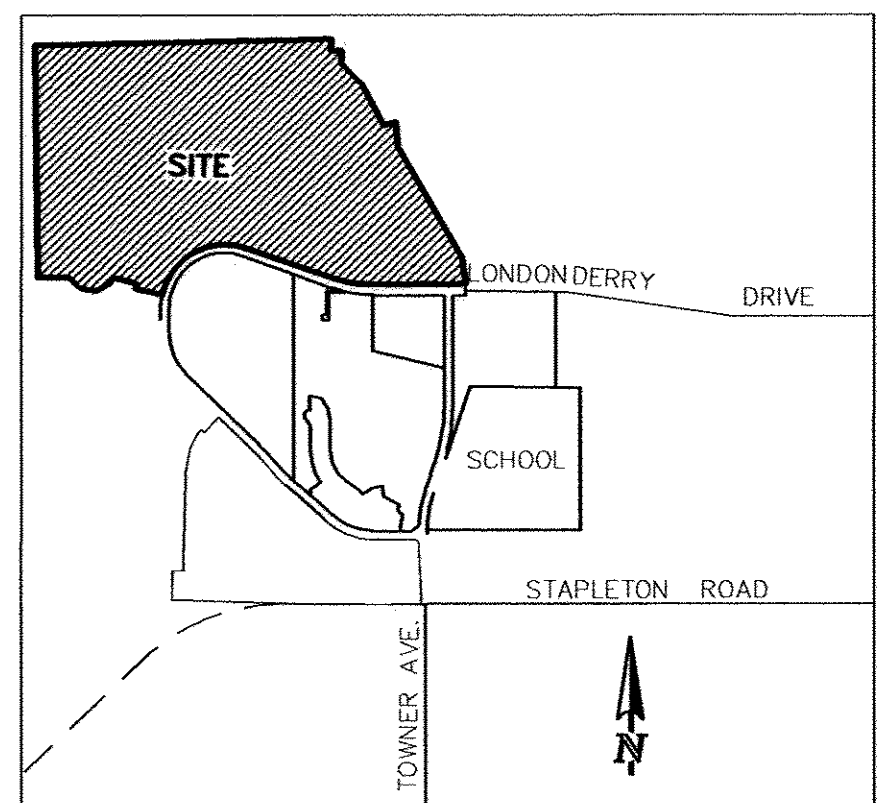 SITE
LONDONDERRY
DRIVE
SCHOOL
STAPLETON ROAD
TOWNER AVE.
N